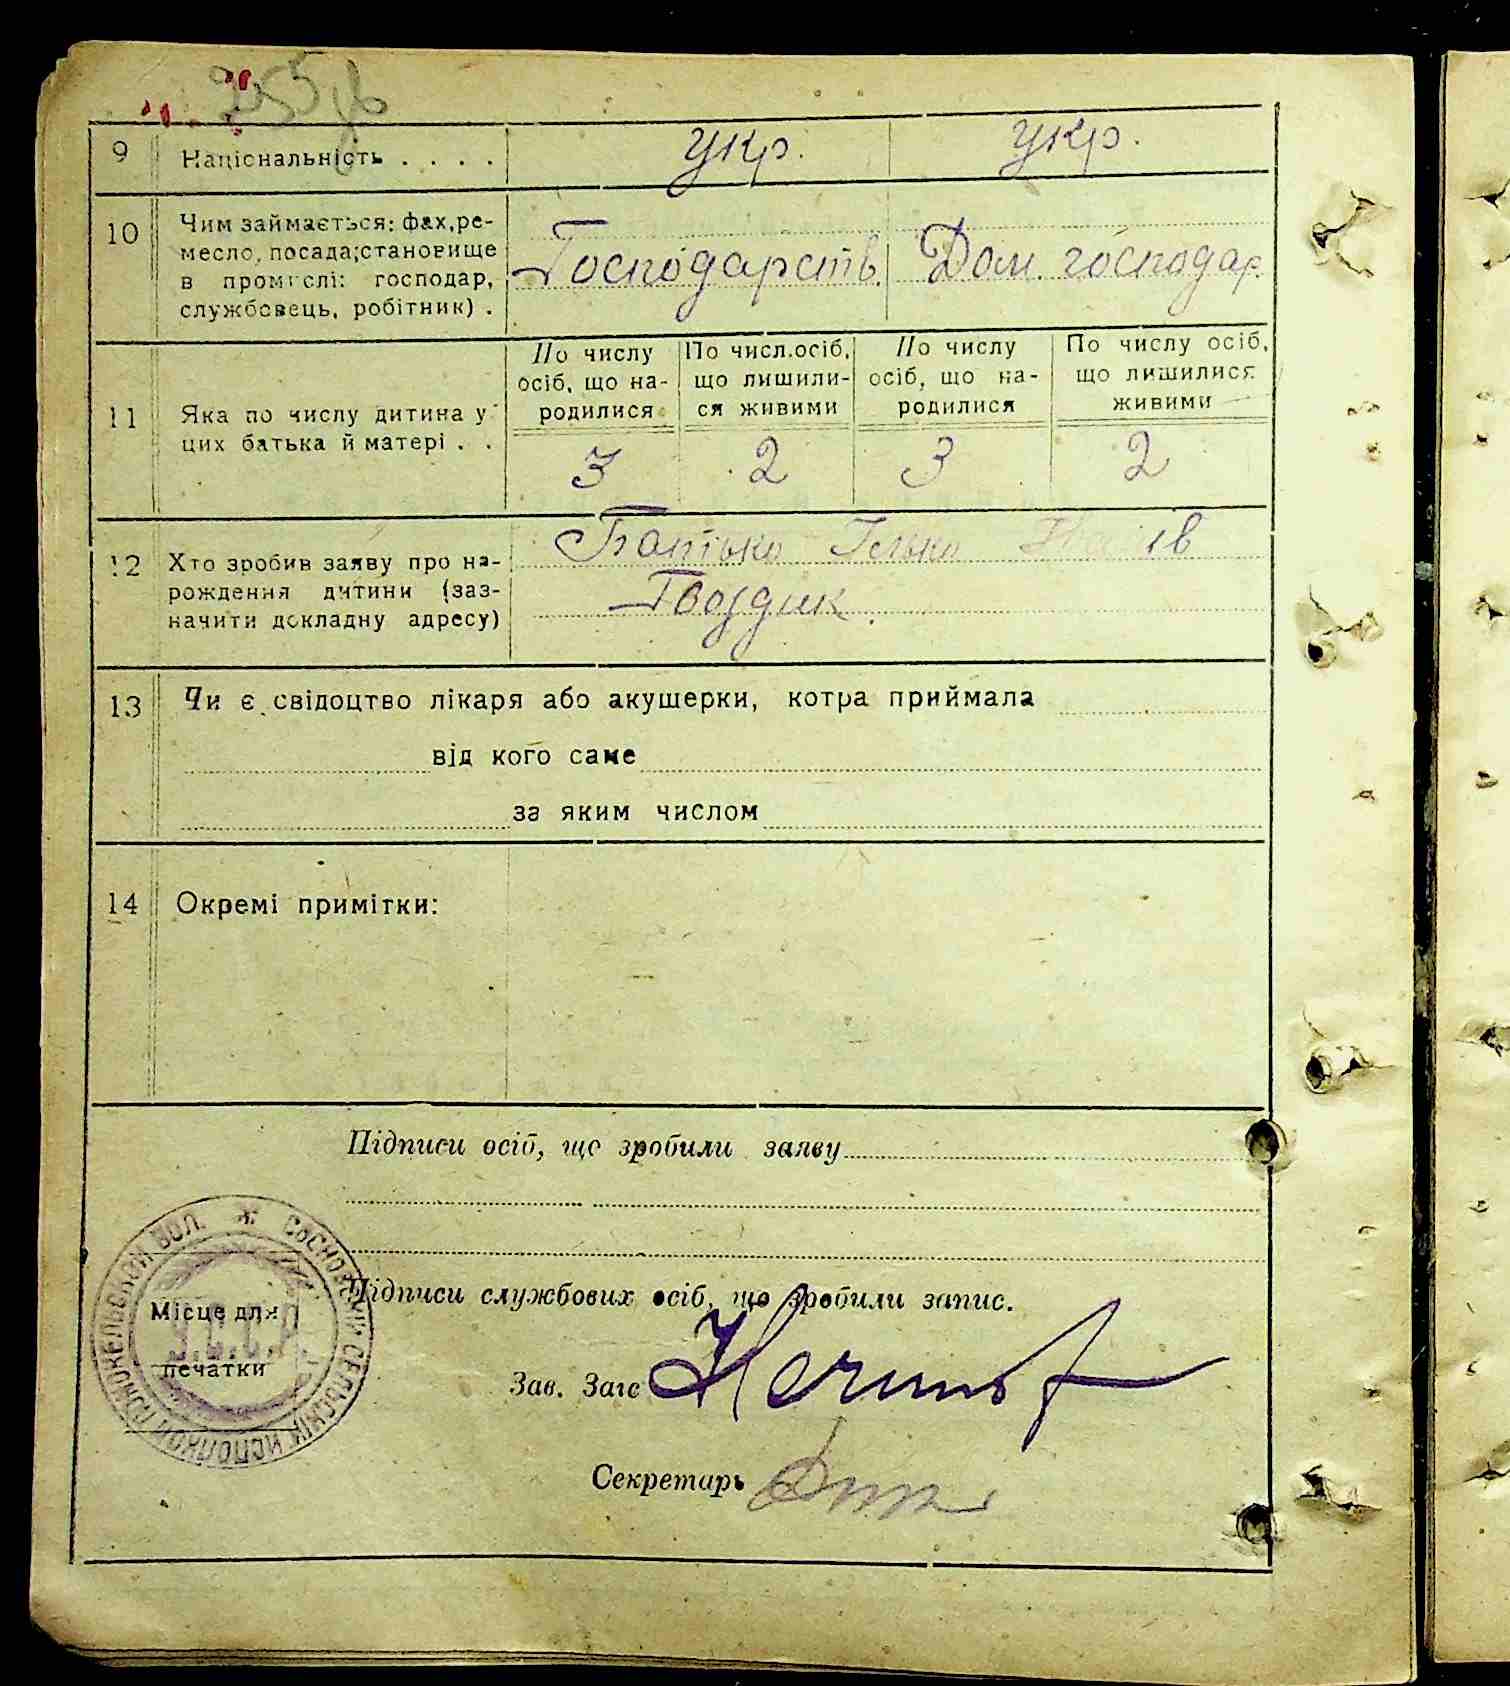 255 зв
9 Національність . . . . укр. укр.
10 Чим займається: фах, ре-
месло, посада; становище
в промислі: господар,
службовець, робітник) .
Господарств. Дом. господар.
По числу осіб, що на- родилися
По числ. осіб, що лишили- ся живими
По числу осіб, що на- родилися
По числу осіб, що лишилися живими
11 Яка по числу дитина у
цих батька й матері . .
3 2 3 2
12 Хто зробив заяву про на-
рождення дитини (заз-
начити докладну адресу)
Батько Ілько
Гвоздик.
13 Чи є свідоцтво лікаря або акушерки, котра приймала
від кого саме
за яким числом
14 Окремі примітки:
Підписи осіб, що зробили заяву
Підписи службових осіб, що зробили запис.
Місце для
печатки
У.С.С.Р.
Зав. Загс
Секретарь